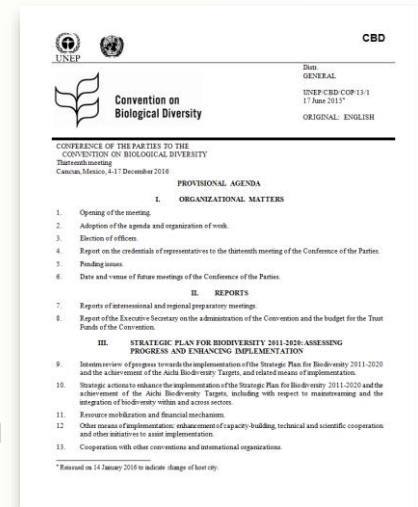 CBD
UNEP
Distr.
GENERAL
UNEP/CBD/COP/13/1
17 June 2015*
ORIGINAL: ENGLISH
Convention on
Biological Diversity
CONFERENCE OF THE PARTIES TO THE
CONVENTION ON BIOLOGICAL DIVERSITY
Thirteenth meeting
Cancun, Mexico, 4-17 December 2016
PROVISIONAL AGENDA
I. ORGANIZATIONAL MATTERS
1. Opening of the meeting.
2. Adoption of the agenda and organization of work.
3. Election of officers.
4. Report on the credentials of representatives to the thirteenth meeting of the Conference of the Parties.
5. Pending issues.
6. Date and venue of future meetings of the Conference of the Parties.
II. REPORTS
7. Reports of intersessional and regional preparatory meetings.
8. Report of the Executive Secretary on the administration of the Convention and the budget for the Trust
Funds of the Convention.
III. STRATEGIC PLAN FOR BIODIVERSITY 2011-2020: ASSESSING
PROGRESS AND ENHANCING IMPLEMENTATION
9. Interim review of progress towards the implementation of the Strategic Plan for Biodiversity 2011-2020
and the achievement of the Aichi Biodiversity Targets, and related means of implementation.
10. Strategic actions to enhance the implementation of the Strategic Plan for Biodiversity 2011-2020 and the
achievement of the Aichi Biodiversity Targets, including with respect to mainstreaming and the
integration of biodiversity within and across sectors.
11. Resource mobilization and financial mechanism.
12 Other means of implementation: enhancement of capacity-building, technical and scientific cooperation
and other initiatives to assist implementation.
13. Cooperation with other conventions and international organizations.
* Reissued on 14 January 2016 to indicate change of host city.